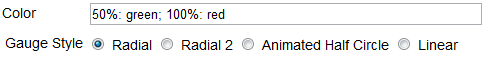 Color 50%: green; 100%: red
Gauge Style Radial Radial 2 Animated Half Circle Linear